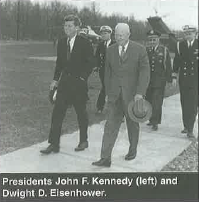 Presidents John F. Kennedy (left) and
Dwight D. Eisenhower.